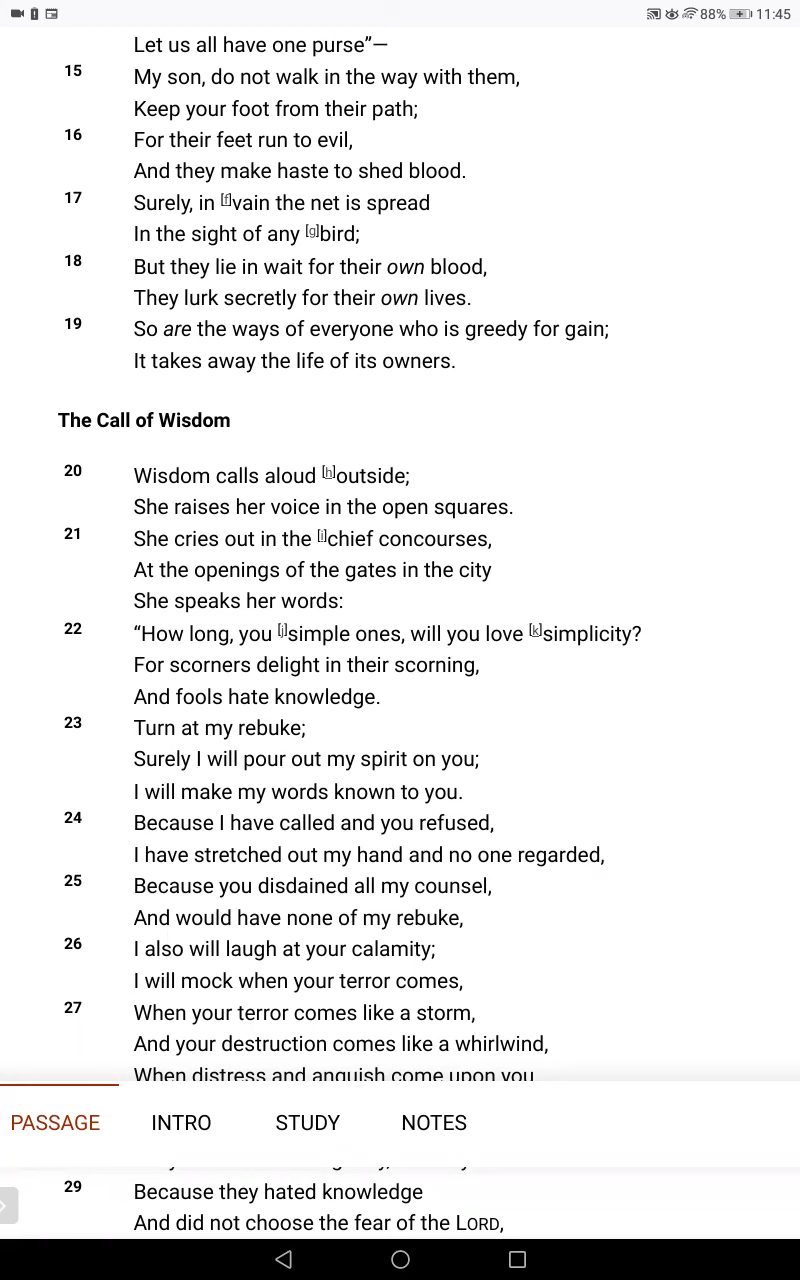 88% 11:45
Let us all have one purse”—
15 My son, do not walk in the way with them,
Keep your foot from their path;
16 For their feet run to evil,
And they make haste to shed blood.
17 Surely, in [f]vain the net is spread
In the sight of any [g]bird;
18 But they lie in wait for their own blood,
They lurk secretly for their own lives.
19 So are the ways of everyone who is greedy for gain;
It takes away the life of its owners.
The Call of Wisdom
20 Wisdom calls aloud [h]outside;
She raises her voice in the open squares.
21 She cries out in the [i]chief concourses,
At the openings of the gates in the city
She speaks her words:
22 “How long, you [j]simple ones, will you love [k]simplicity?
For scorners delight in their scorning,
And fools hate knowledge.
23 Turn at my rebuke;
Surely I will pour out my spirit on you;
I will make my words known to you.
24 Because I have called and you refused,
I have stretched out my hand and no one regarded,
25 Because you disdained all my counsel,
And would have none of my rebuke,
26 I also will laugh at your calamity;
I will mock when your terror comes,
27 When your terror comes like a storm,
And your destruction comes like a whirlwind,
When distress and anguish come upon you
PASSAGE INTRO STUDY NOTES
29 Because they hated knowledge
And did not choose the fear of the LORD,